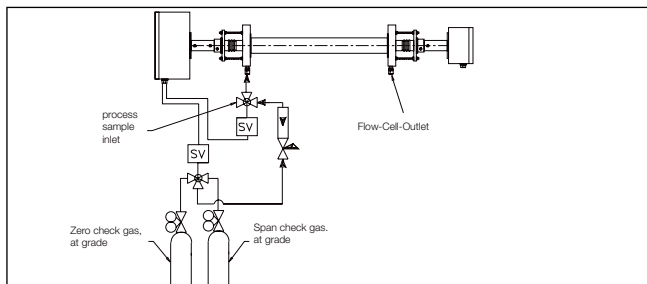 process
sample
inlet
SV
Flow-Cell-Outlet
SV
Zero check gas,
at grade
Span check gas.
at grade